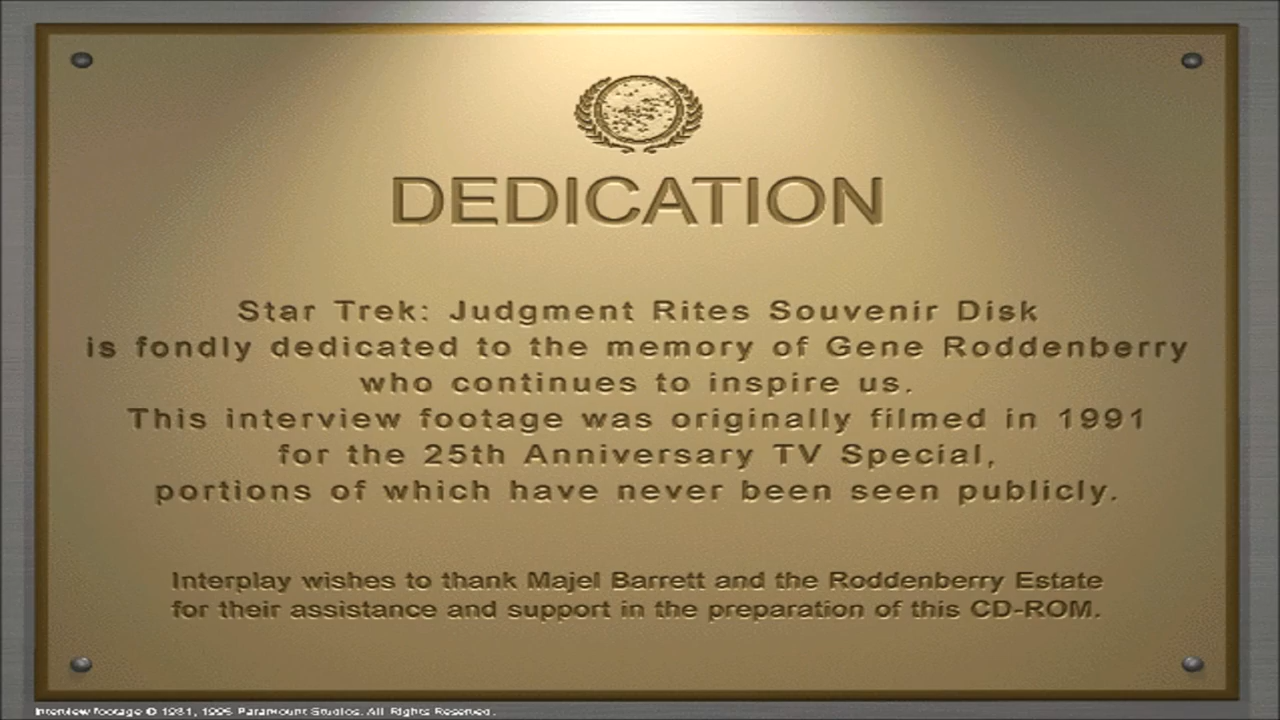 DEDICATION
Star Trek: Judgment Rites Souvenir Disk
is fondly dedicated to the memory of Gene Roddenberry
who continues to inspire us.
This interview footage was originally filmed in 1991
for the 25th Anniversary TV Special,
portions of which have never been seen publicly.
Interplay wishes to thank Majel Barrett and the Roddenberry Estate
for their assistance and support in the preparation of this CD-ROM.
Interview footage © 1991, 1995 Paramount Studios. All Rights Reserved.